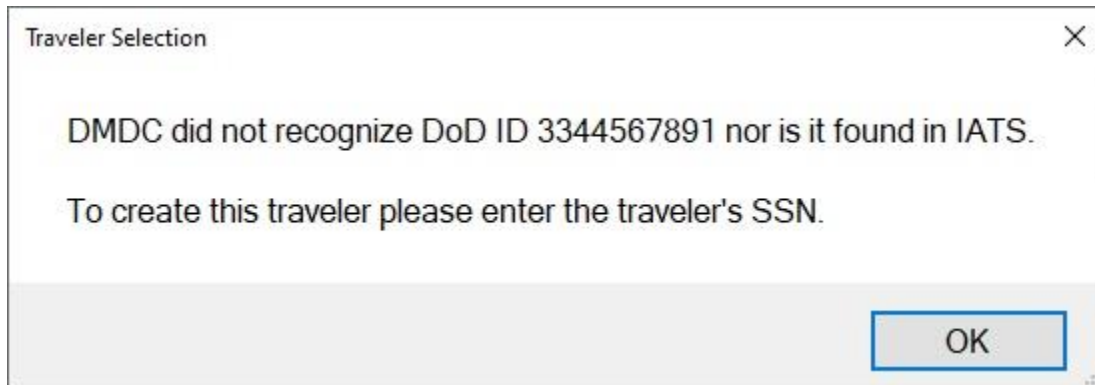 Traveler Selection
DMDC did not recognize DoD ID 3344567891 nor is it found in IATS.
To create this traveler please enter the traveler's SSN.
OK